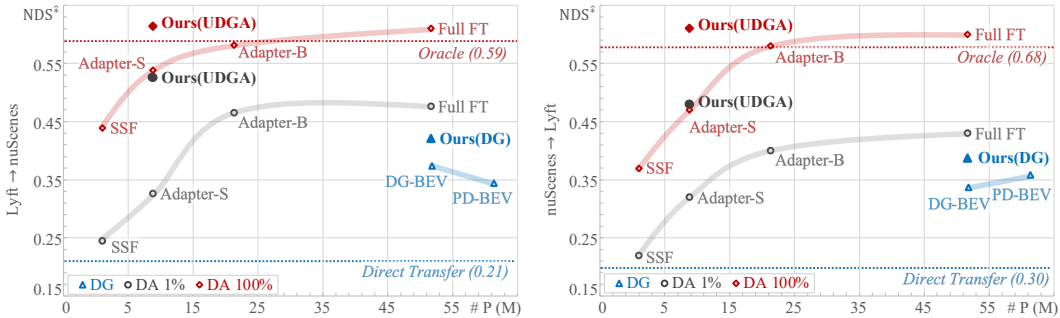 NDS*
Ours(UDGA)
Full FT
Oracle (0.59)
Adapter-B
Adapter-S
0.55
Ours(UDGA)
Lyft → nuScenes
0.45
SSF
Full FT
Adapter-B
Ours(DG)
0.35
DG-BEV
Adapter-S
PD-BEV
0.25
SSF
Direct Transfer (0.21)
0.15
DG
DA 1%
DA 100%
0 5 15 25 35 45 55 # P (M)
NDS*
Ours(UDGA)
Full FT
Oracle (0.68)
Adapter-B
0.55
Ours(UDGA)
nuScenes → Lyft
0.45
Adapter-S
Full FT
Adapter-B
Ours(DG)
SSF
0.35
DG-BEV
PD-BEV
Adapter-S
0.25
SSF
Direct Transfer (0.30)
0.15
DG
DA 1%
DA 100%
0 5 15 25 35 45 55 # P (M)